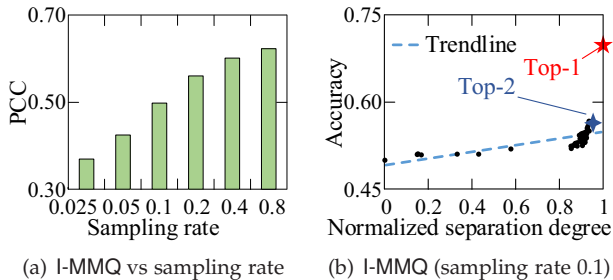 0.70
0.50
0.30
PCC
0.025 0.05 0.1 0.2 0.4 0.8
Sampling rate
(a) I-MMQ vs sampling rate
0.75
0.60
0.45
Accuracy
Trendline
Top-1
Top-2
0 0.2 0.4 0.6 0.8 1
Normalized separation degree
(b) I-MMQ (sampling rate 0.1)